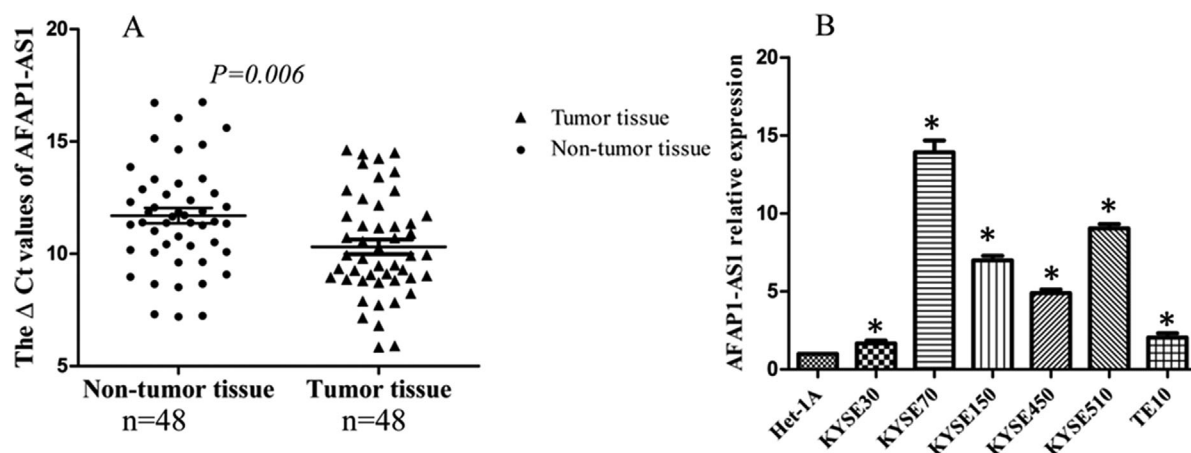 A
The Δ Ct values of AFAP1-AS1
20
15
10
5
P=0.006
Non-tumor tissue
Tumor tissue
n=48
n=48
Tumor tissue
Non-tumor tissue
B
AFAP1-AS1 relative expression
20
15
10
5
0
*
*
*
*
*
*
Het-1A
KYSE30
KYSE70
KYSE150
KYSE450
KYSE510
TE10